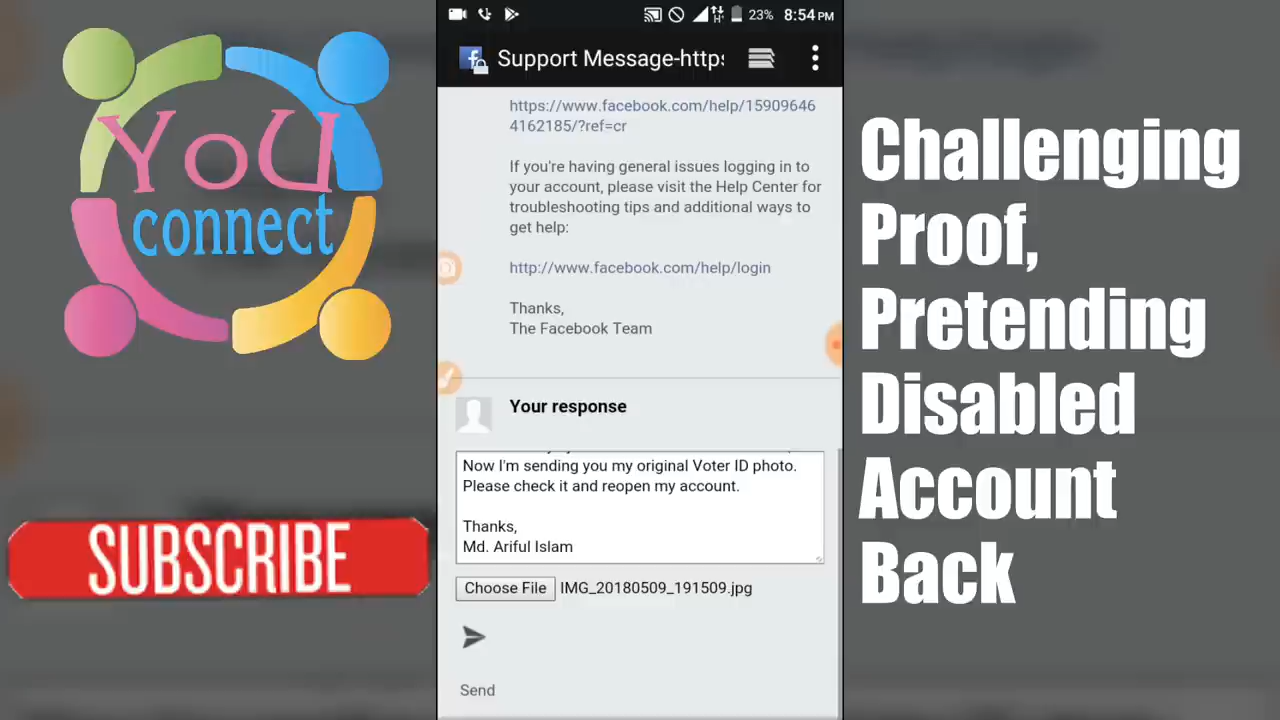 YoU
connect
SUBSCRIBE
23% 8:54 PM
Support Message-https
https://www.facebook.com/help/15909646
4162185/?ref=cr
If you're having general issues logging in to
your account, please visit the Help Center for
troubleshooting tips and additional ways to
get help:
http://www.facebook.com/help/login
Thanks,
The Facebook Team
Your response
Now I'm sending you my original Voter ID photo.
Please check it and reopen my account.
Thanks,
Md. Ariful Islam
Choose File IMG_20180509_191509.jpg
Send
Challenging
Proof,
Pretending
Disabled
Account
Back